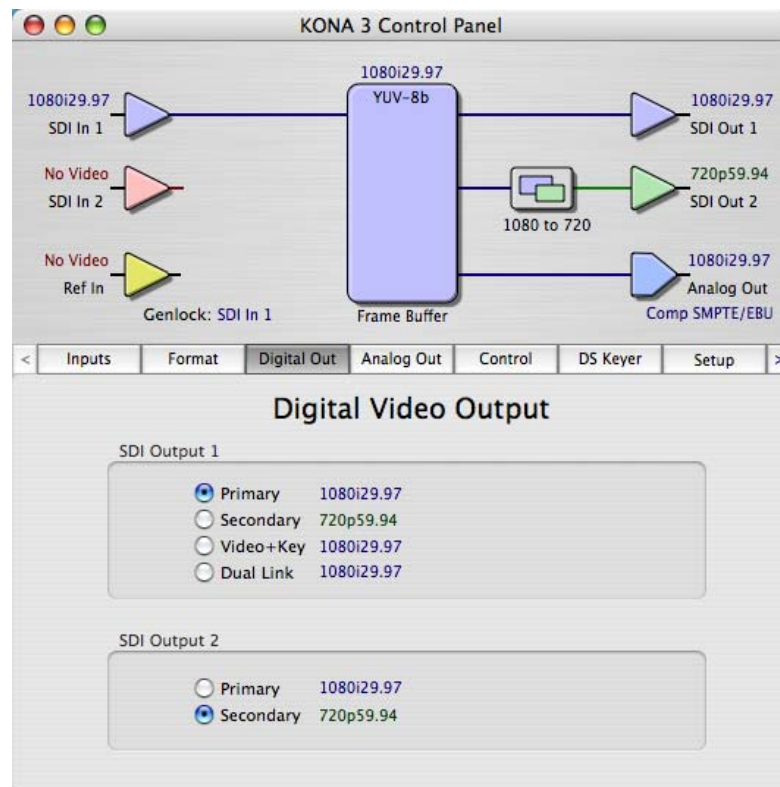 KONA 3 Control Panel
1080i29.97
YUV-8b
1080i29.97
SDI In 1
1080i29.97
SDI Out 1
No Video
SDI In 2
720p59.94
SDI Out 2
1080 to 720
No Video
Ref In
1080i29.97
Analog Out
Genlock: SDI In 1
Frame Buffer
Comp SMPTE/EBU
< Inputs Format Digital Out Analog Out Control DS Keyer Setup >
Digital Video Output
SDI Output 1
Primary 1080i29.97
Secondary 720p59.94
Video+Key 1080i29.97
Dual Link 1080i29.97
SDI Output 2
Primary 1080i29.97
Secondary 720p59.94